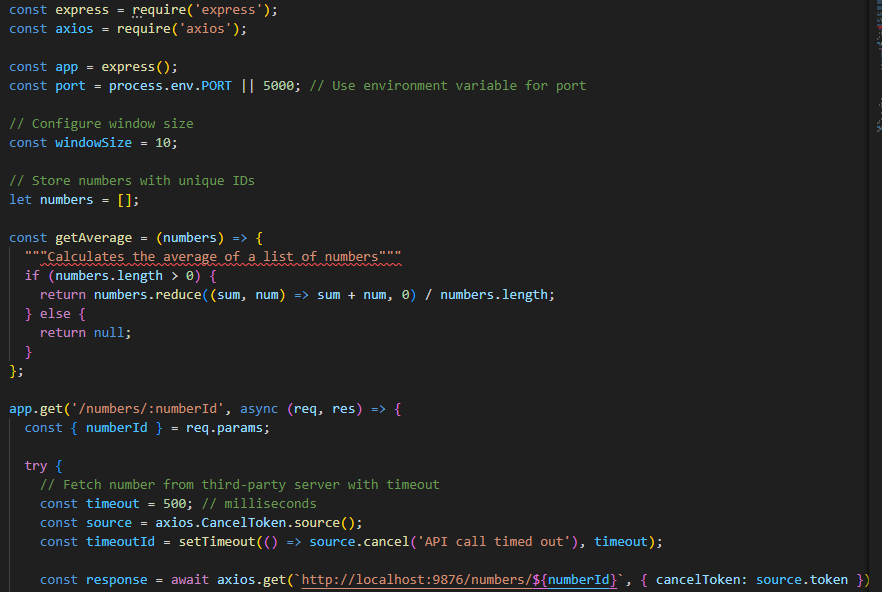 const express = require('express');
const axios = require('axios');

const app = express();
const port = process.env.PORT || 5000; // Use environment variable for port

// Configure window size
const windowSize = 10;

// Store numbers with unique IDs
let numbers = [];

const getAverage = (numbers) => {
  """Calculates the average of a list of numbers"""
  if (numbers.length > 0) {
    return numbers.reduce((sum, num) => sum + num, 0) / numbers.length;
  } else {
    return null;
  }
};

app.get('/numbers/:numberId', async (req, res) => {
  const { numberId } = req.params;

  try {
    // Fetch number from third-party server with timeout
    const timeout = 500; // milliseconds
    const source = axios.CancelToken.source();
    const timeoutId = setTimeout(() => source.cancel('API call timed out'), timeout);

    const response = await axios.get(`http://localhost:9876/numbers/${numberId}`, { cancelToken: source.token })